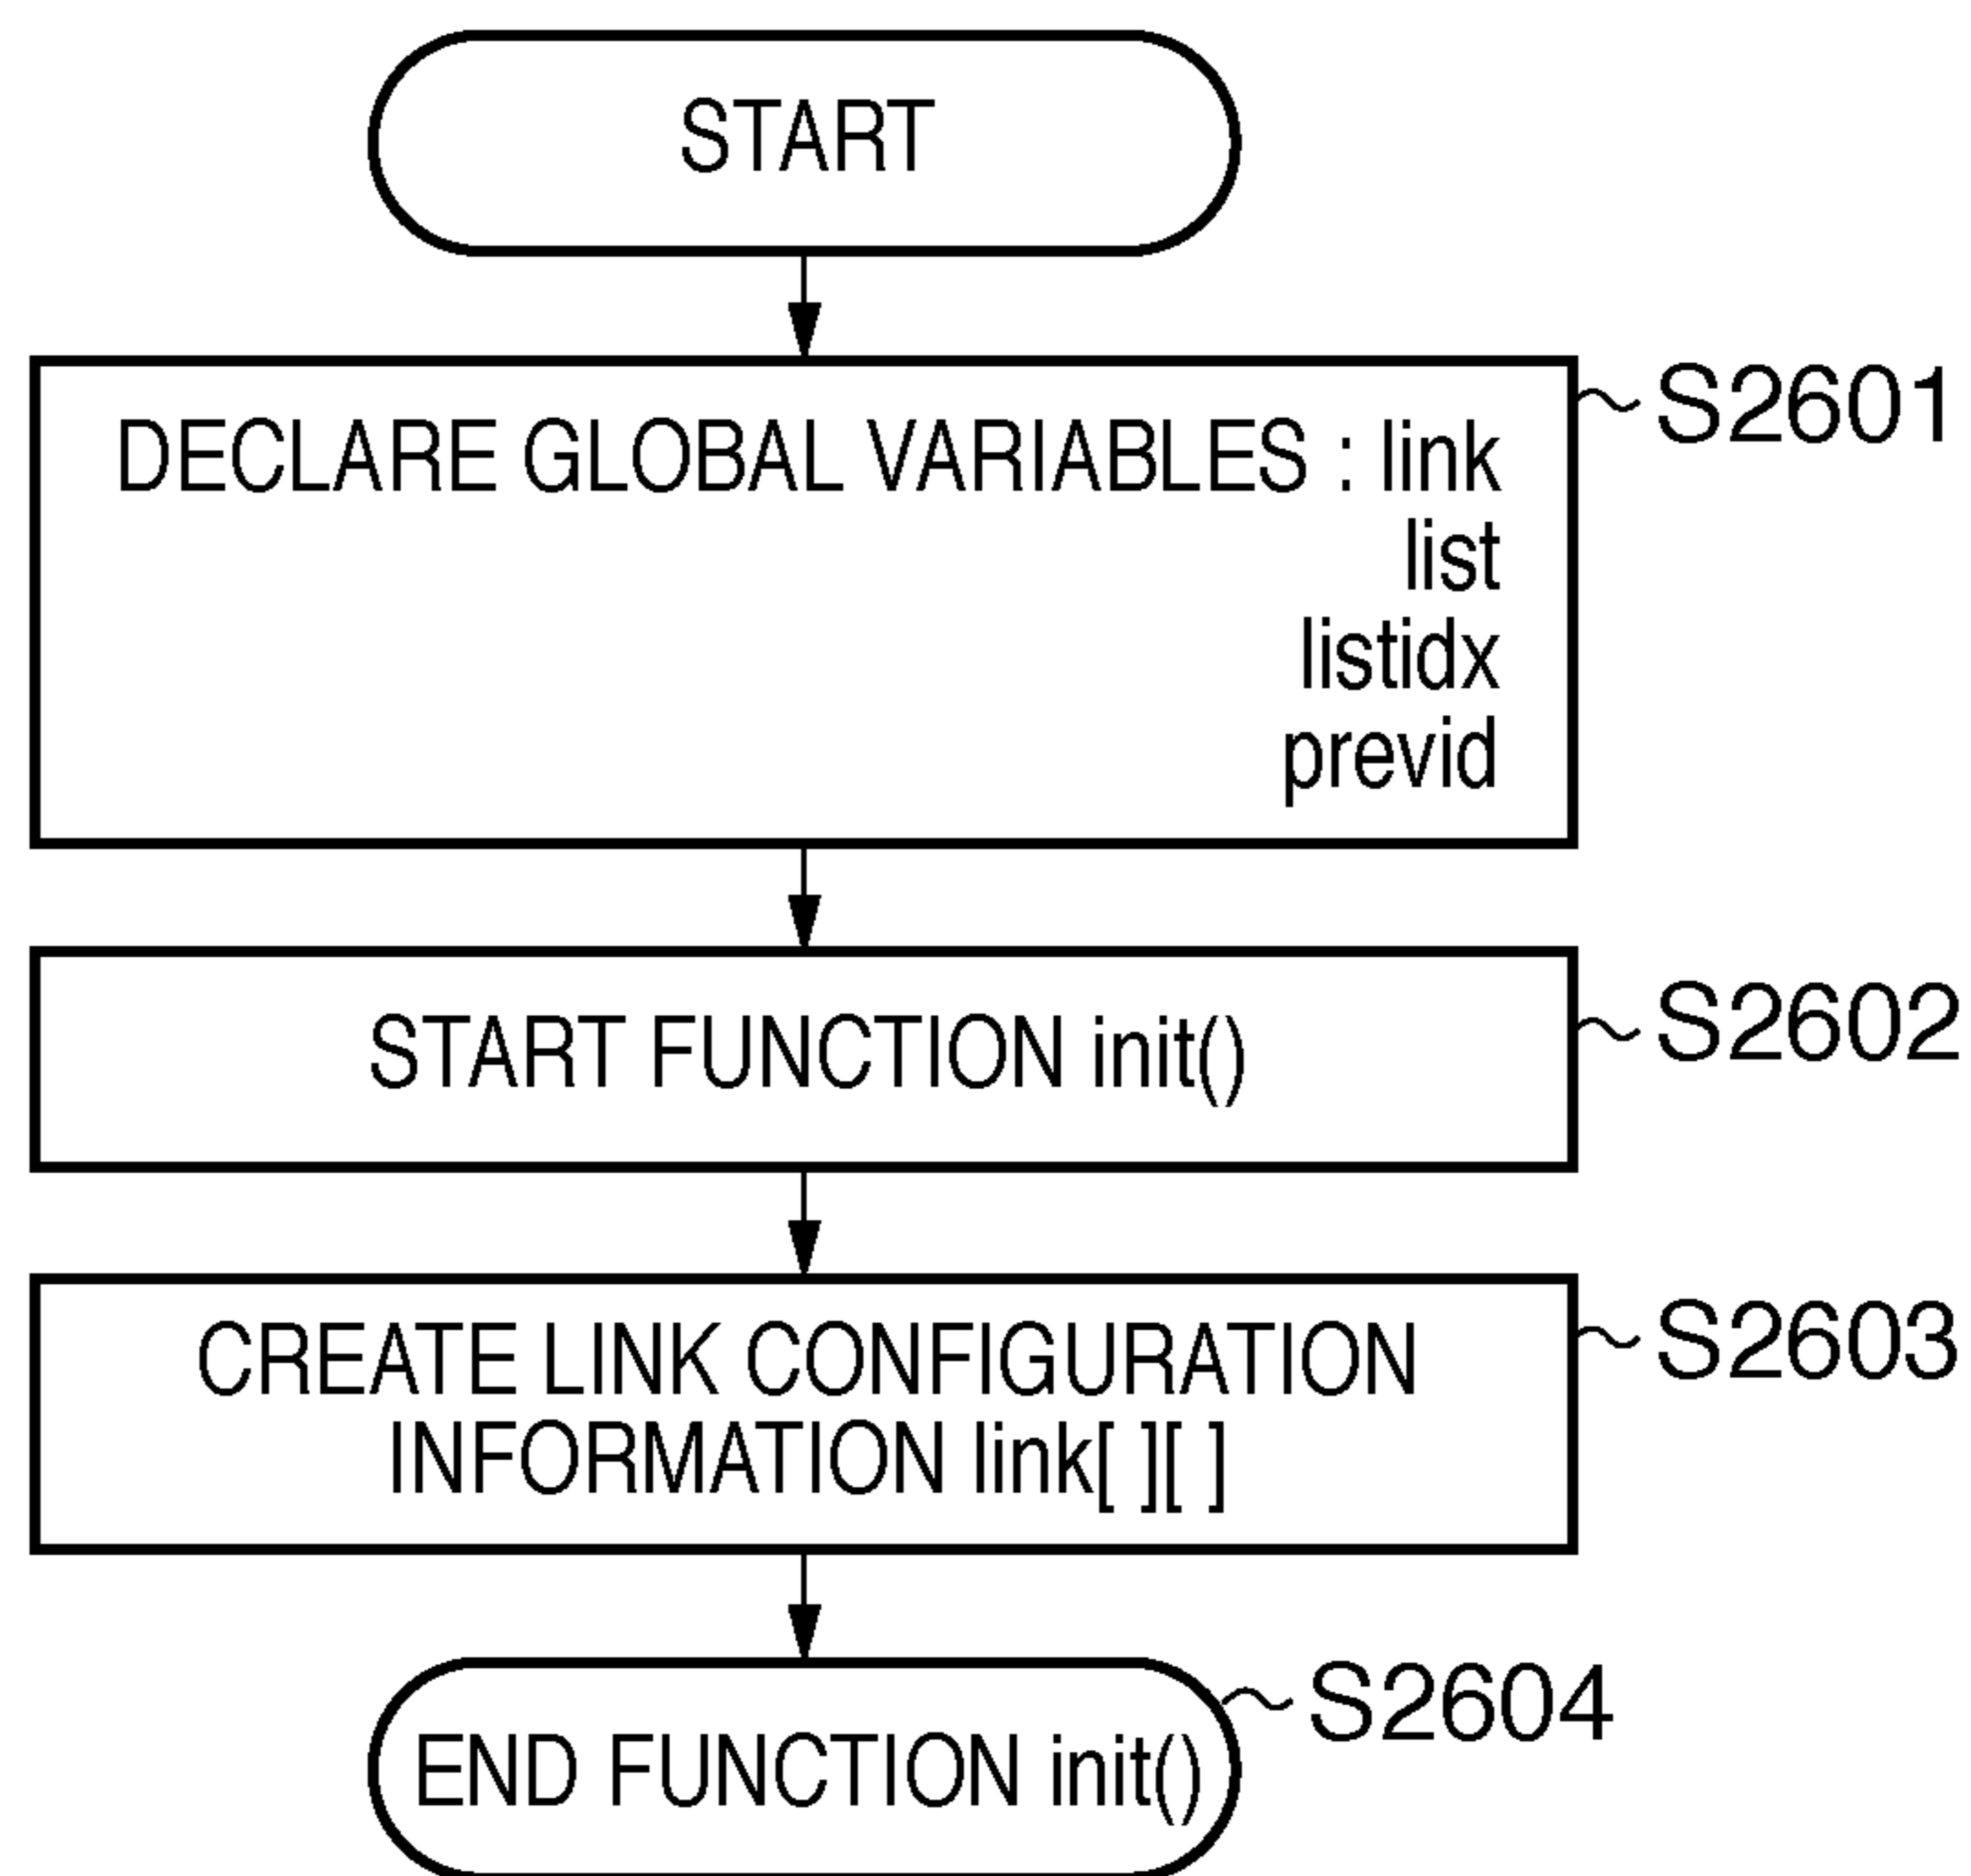 START
DECLARE GLOBAL VARIABLES : link
S2601
list
listidx
previd
START FUNCTION init()
S2602
CREATE LINK CONFIGURATION
S2603
INFORMATION link[ ][ ]
S2604
END FUNCTION init()